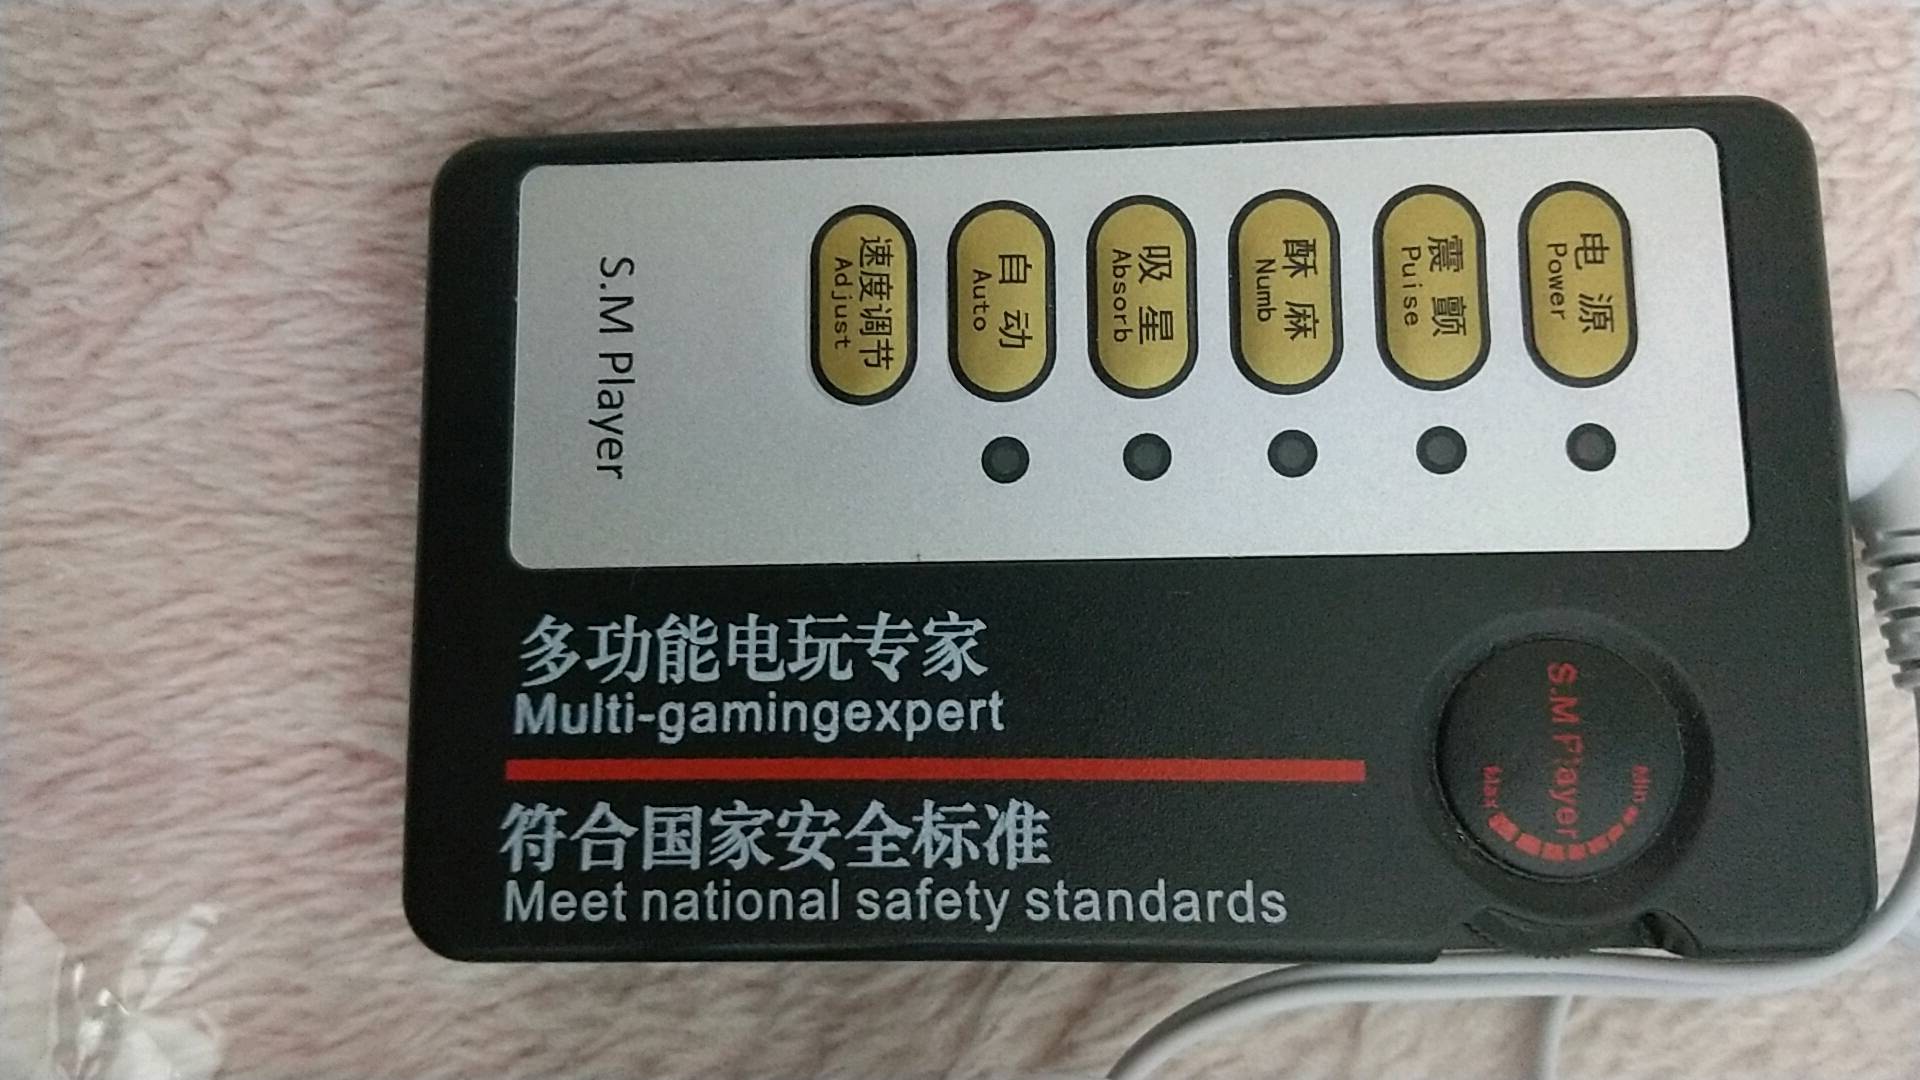 电源
Power
震颤
Puise
酥麻
Numb
吸星
Absorb
自动
Auto
速度调节
Adjust
S.M Player
多功能电玩专家
Multi-gamingexpert
符合国家安全标准
Meet national safety standards
S.M Player
Min
Max